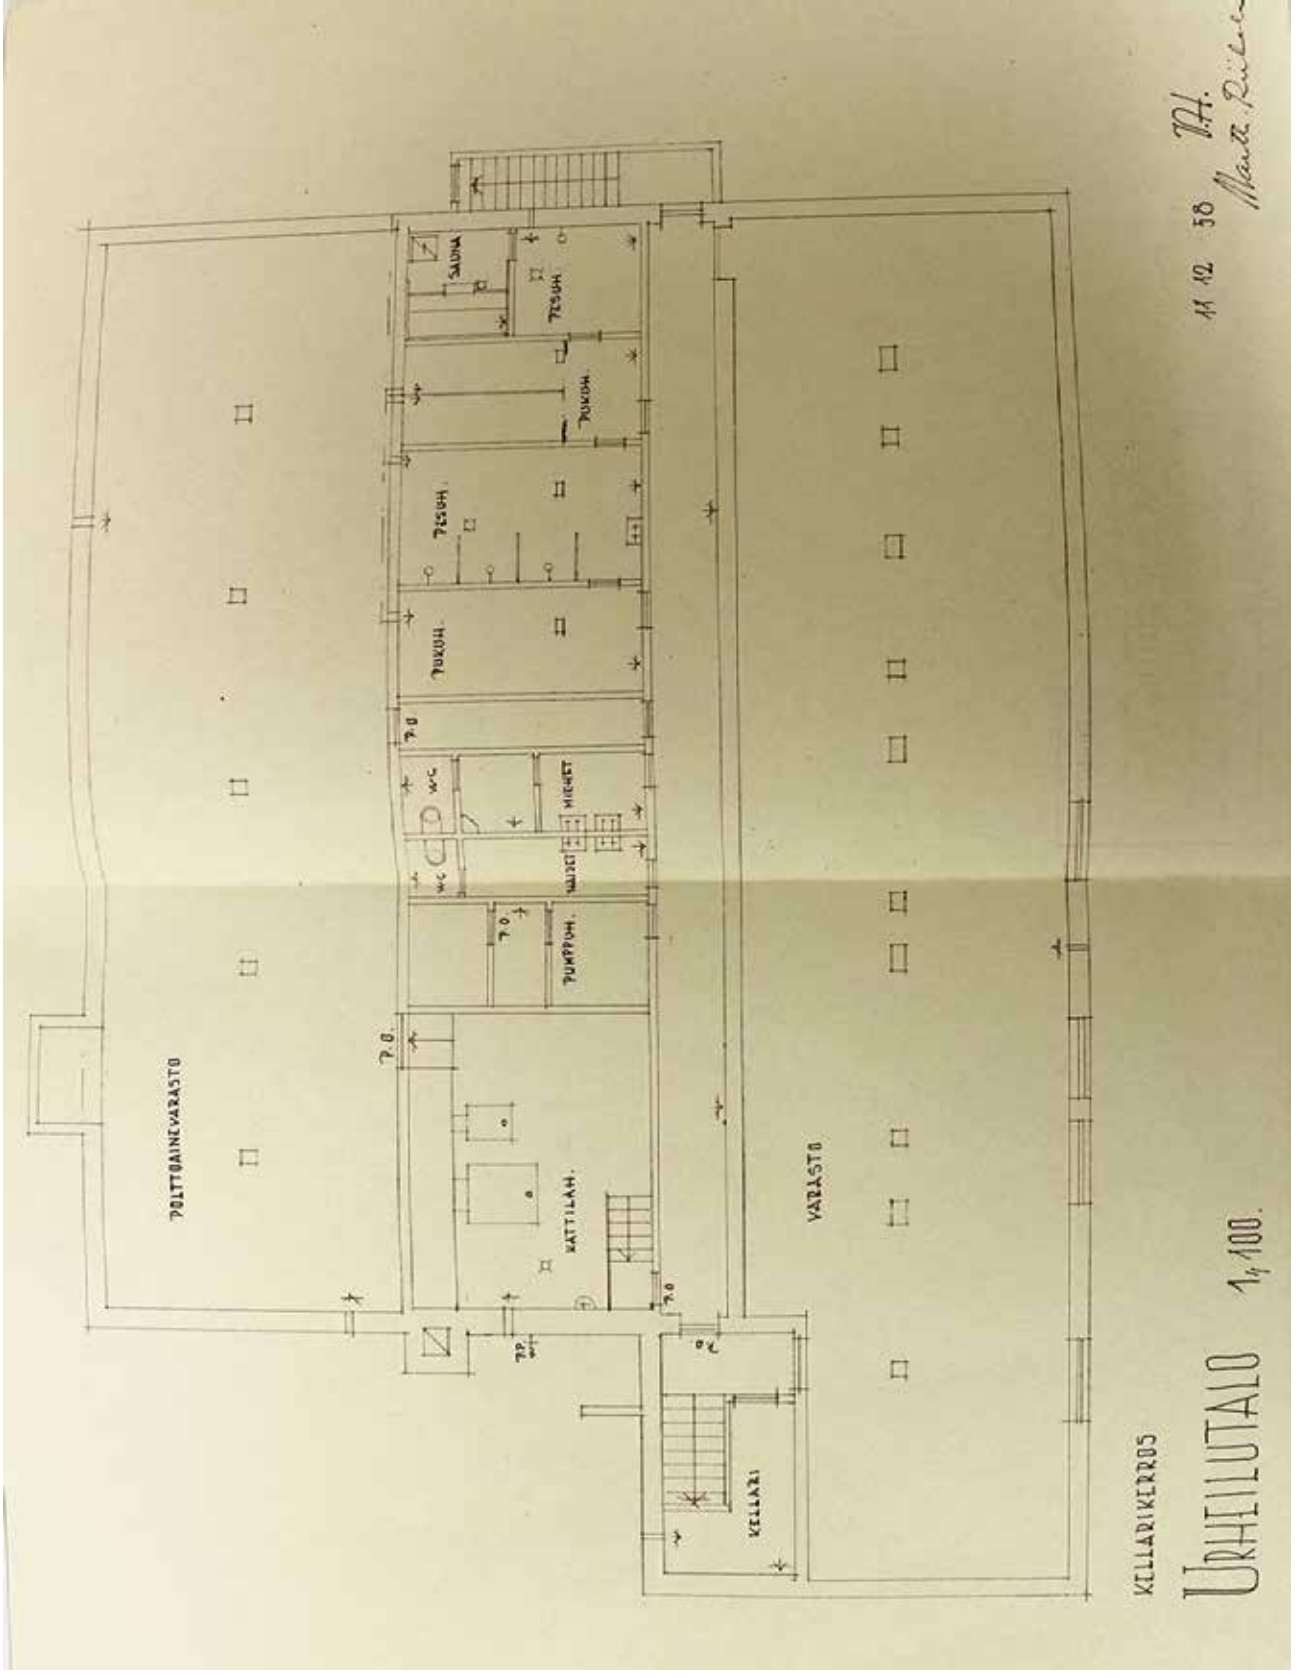 POLTTOAINEVARASTO
P.O.
KATTILAH.
P.O
P.P.
P.O.
PUMPPUH.
WC
NAISET
WC
MIEHET
P.O.
PUKUH.
PESUH.
PUKUH.
SAUNA
PESUH.
KELLARI
VARASTO
KELLARIKERROS
URHEILUTALO 1:100.
11 12 58